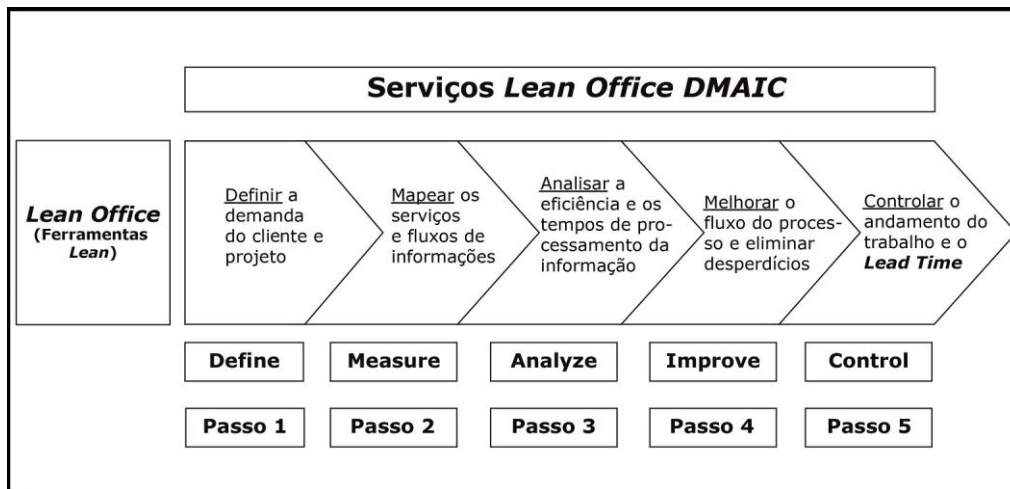 Serviços Lean Office DMAIC
Lean Office
(Ferramentas
Lean)
Definir a
demanda
do cliente e
projeto
Mapear os
serviços
e fluxos de
informações
Analisar a
eficiência e os
tempos de pro-
cessamento da
informação
Melhorar o
fluxo do proces-
so e eliminar
desperdícios
Controlar o
andamento do
trabalho e o
Lead Time
Define
Measure
Analyze
Improve
Control
Passo 1
Passo 2
Passo 3
Passo 4
Passo 5